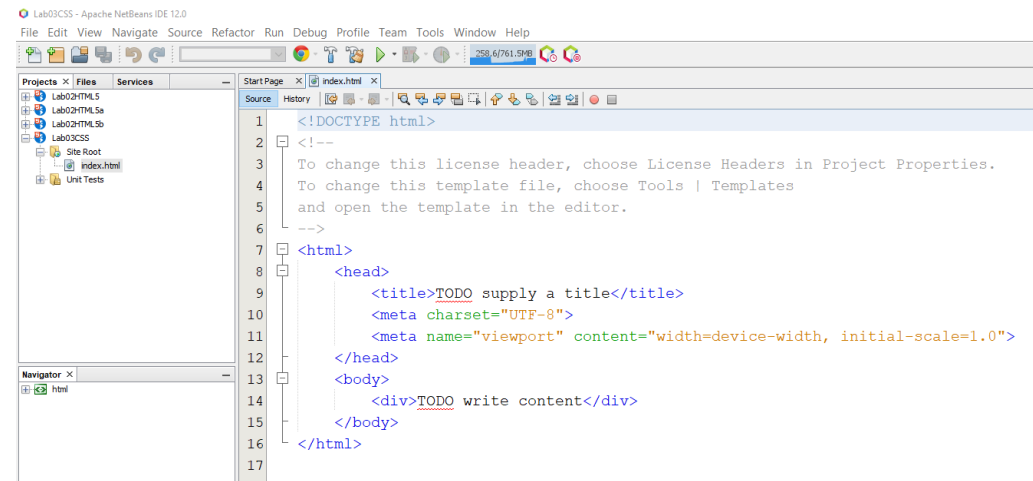 Lab03CSS - Apache NetBeans IDE 12.0
File Edit View Navigate Source Refactor Run Debug Profile Team Tools Window Help
258,6/761.5MB
Projects × Files Services
Lab02HTML5
Lab02HTML5a
Lab02HTML5b
Lab03CSS
Site Root
index.html
Unit Tests
Navigator ×
html
Start Page × index.html ×
Source History
1 <!DOCTYPE html>
2 <!--
3 To change this license header, choose License Headers in Project Properties.
4 To change this template file, choose Tools | Templates
5 and open the template in the editor.
6 -->
7 <html>
8 <head>
9 <title>TODO supply a title</title>
10 <meta charset="UTF-8">
11 <meta name="viewport" content="width=device-width, initial-scale=1.0">
12 </head>
13 <body>
14 <div>TODO write content</div>
15 </body>
16 </html>
17